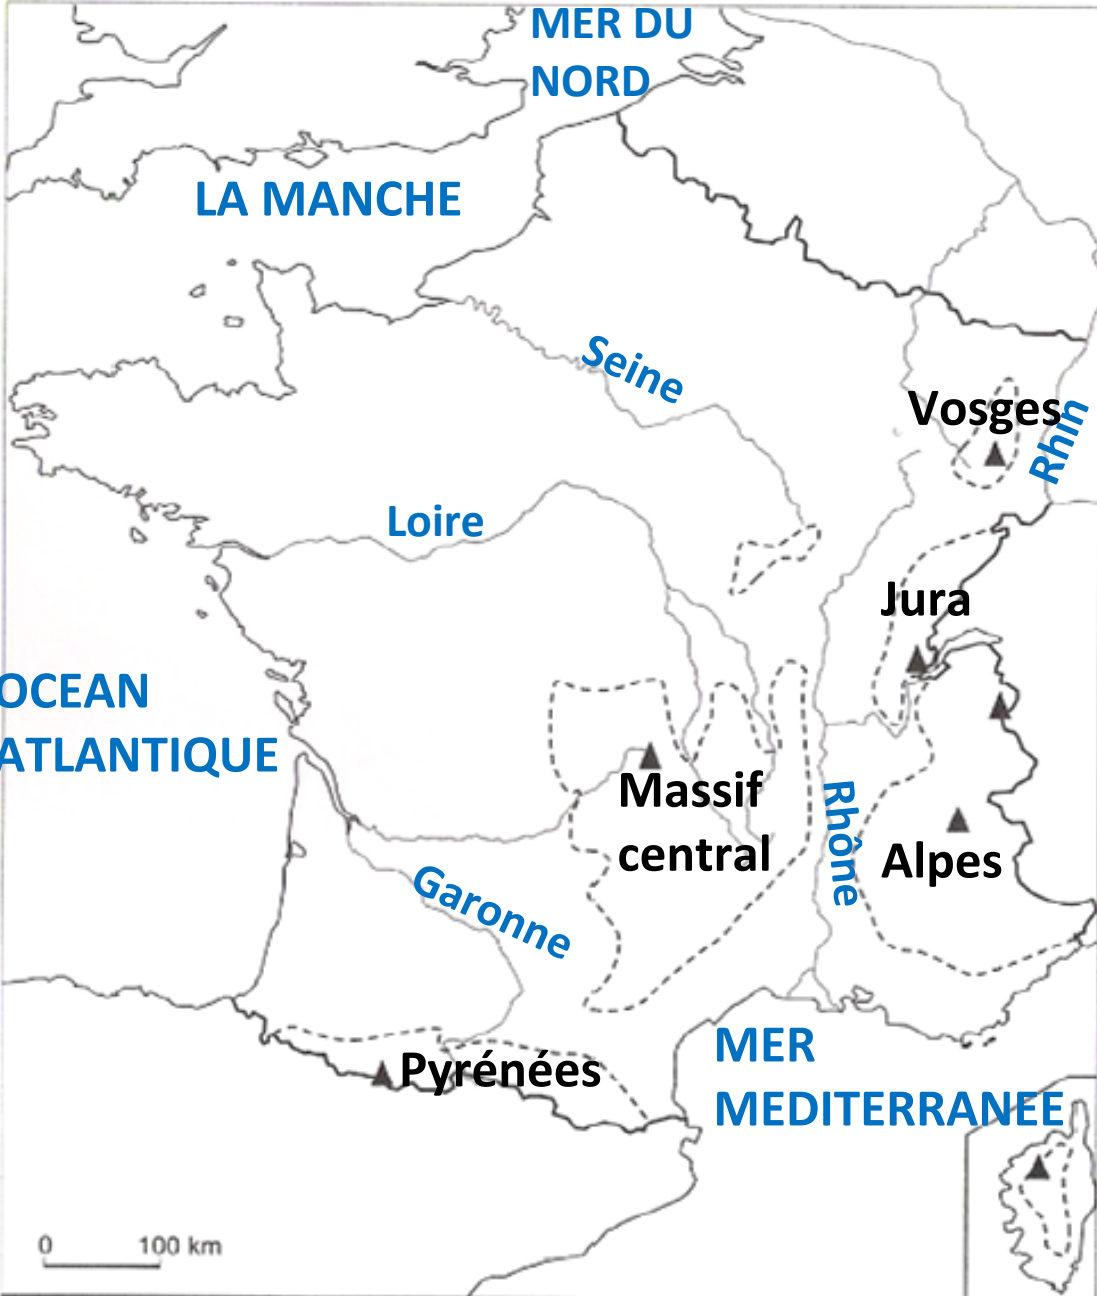 MER DU
NORD
LA MANCHE
Seine
Vosges
Rhin
Loire
Jura
OCEAN
ATLANTIQUE
Massif
central
Rhône
Alpes
Garonne
MER
MEDITERRANEE
Pyrénées
0 100 km